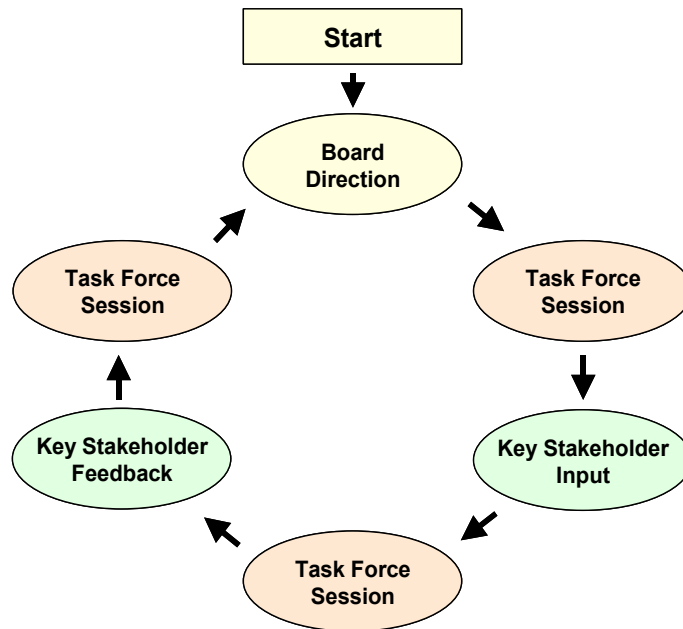 Start
Board
Direction
Task Force
Session
Task Force
Session
Key Stakeholder
Feedback
Key Stakeholder
Input
Task Force
Session